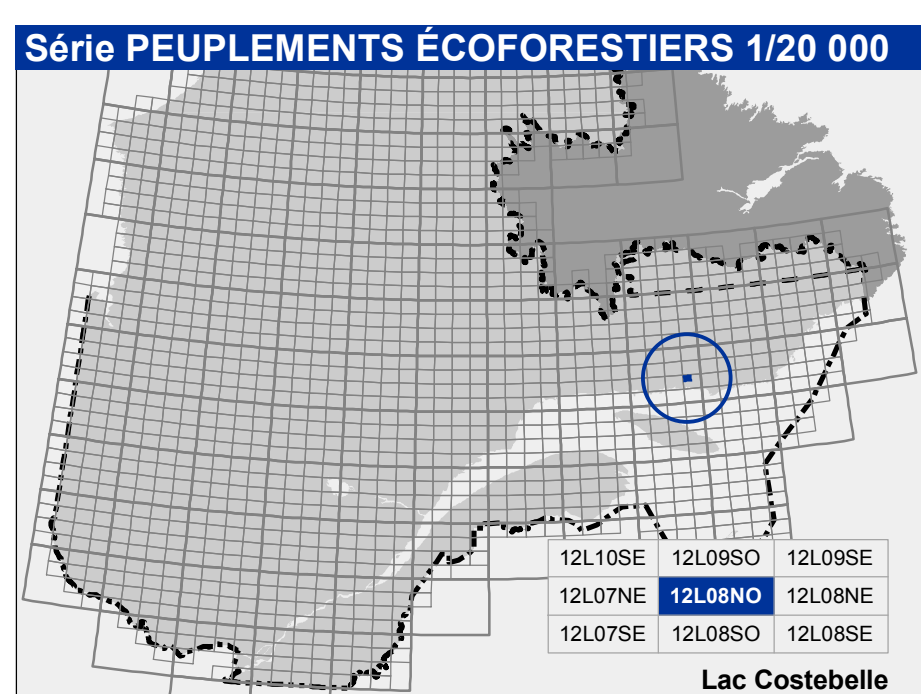 Série PEUPLEMENTS ÉCOFORESTIERS 1/20 000
12L10SE 12L09SO 12L09SE
12L07NE 12L08NO 12L08NE
12L07SE 12L08SO 12L08SE
Lac Costebelle